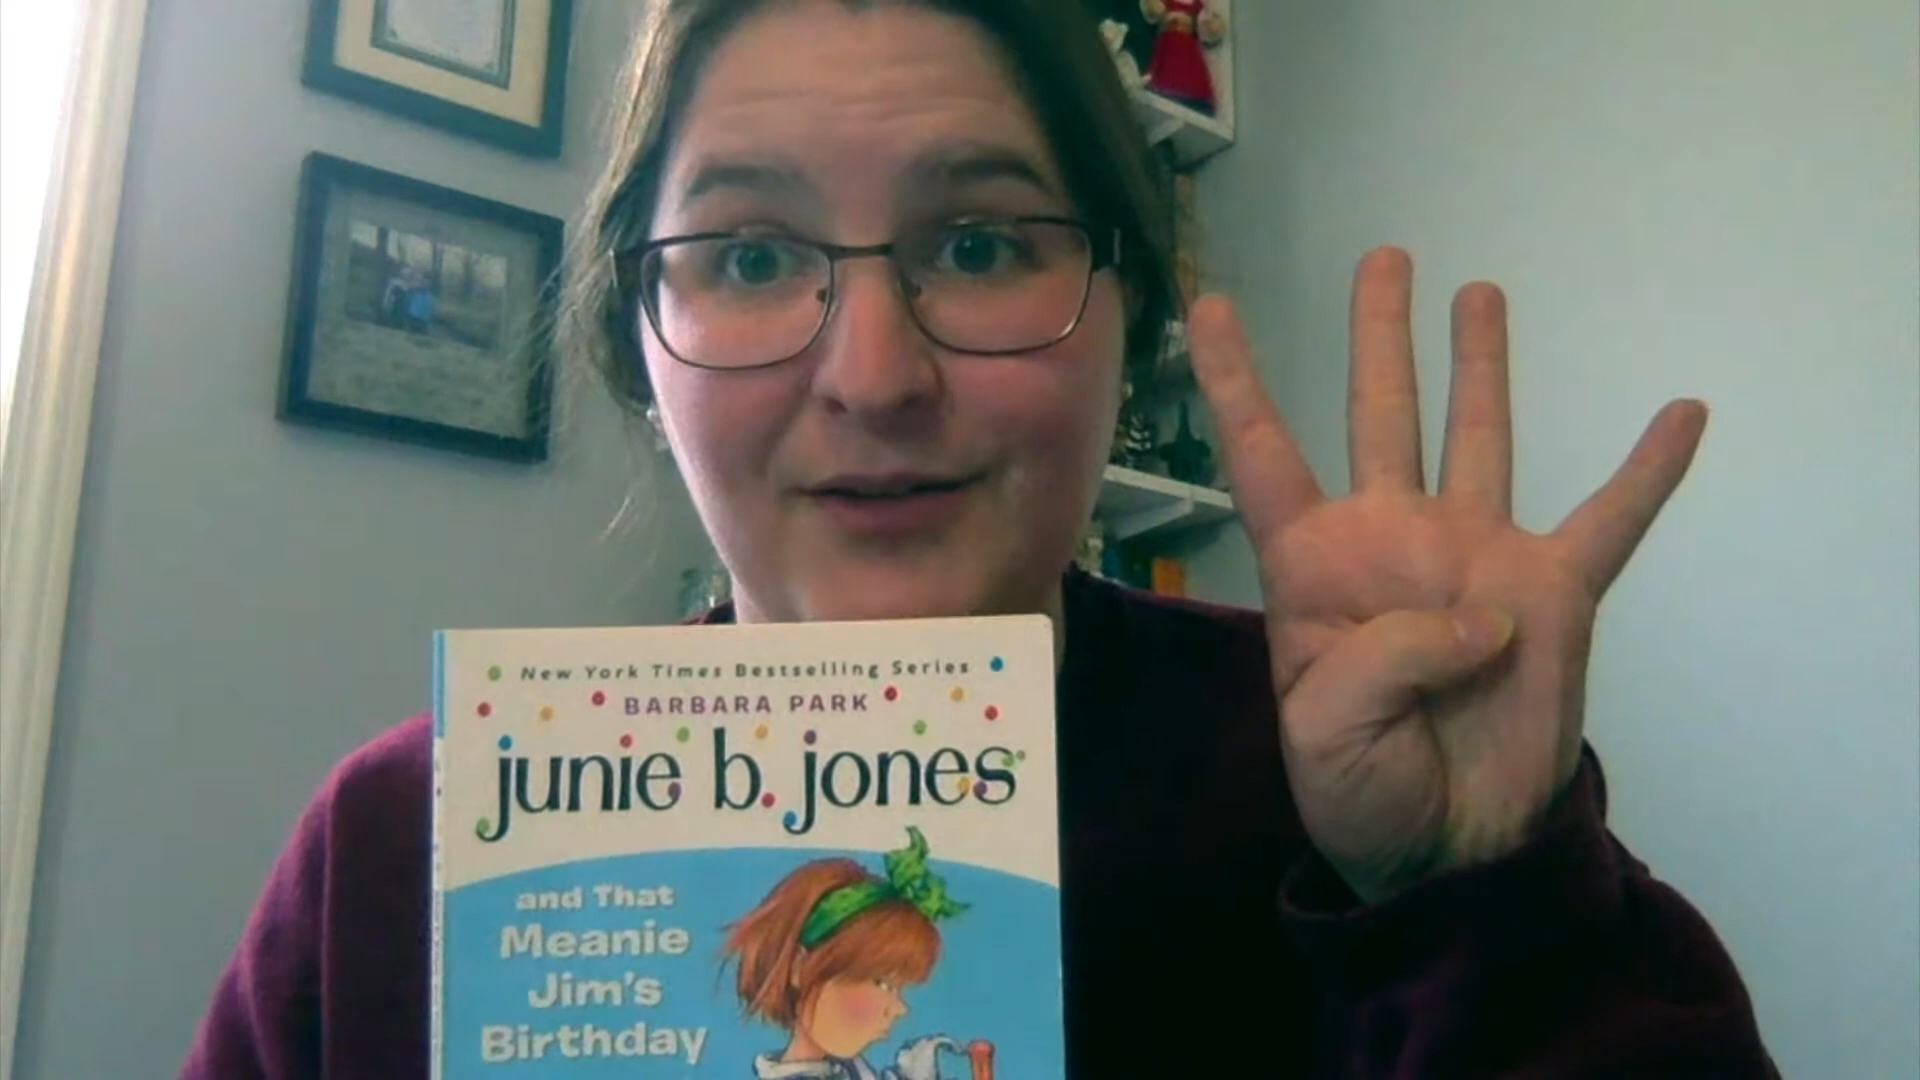 New York Times Bestselling Series
BARBARA PARK
junie b. jones
and That
Meanie
Jim's
Birthday